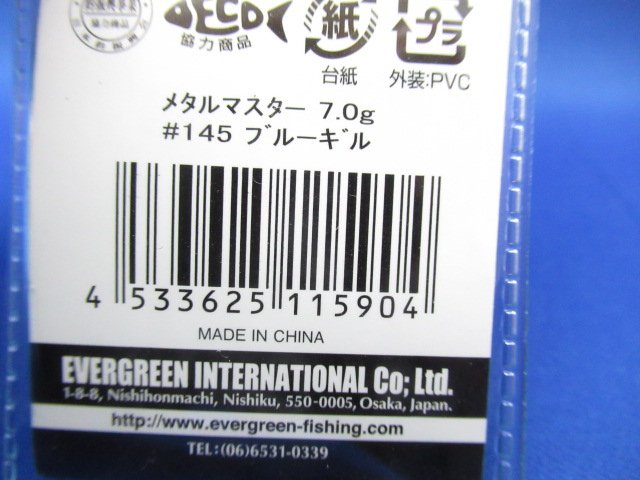 ECO
協力商品
紙
台紙
プラ
外装:PVC
メタルマスター 7.0g
#145 ブルーギル
4 533625 115904
MADE IN CHINA
EVERGREEN INTERNATIONAL Co; Ltd.
1-8-8, Nishihonmachi, Nishiku, 550-0005, Osaka, Japan.
http://www.evergreen-fishing.com
TEL:(06)6531-0339